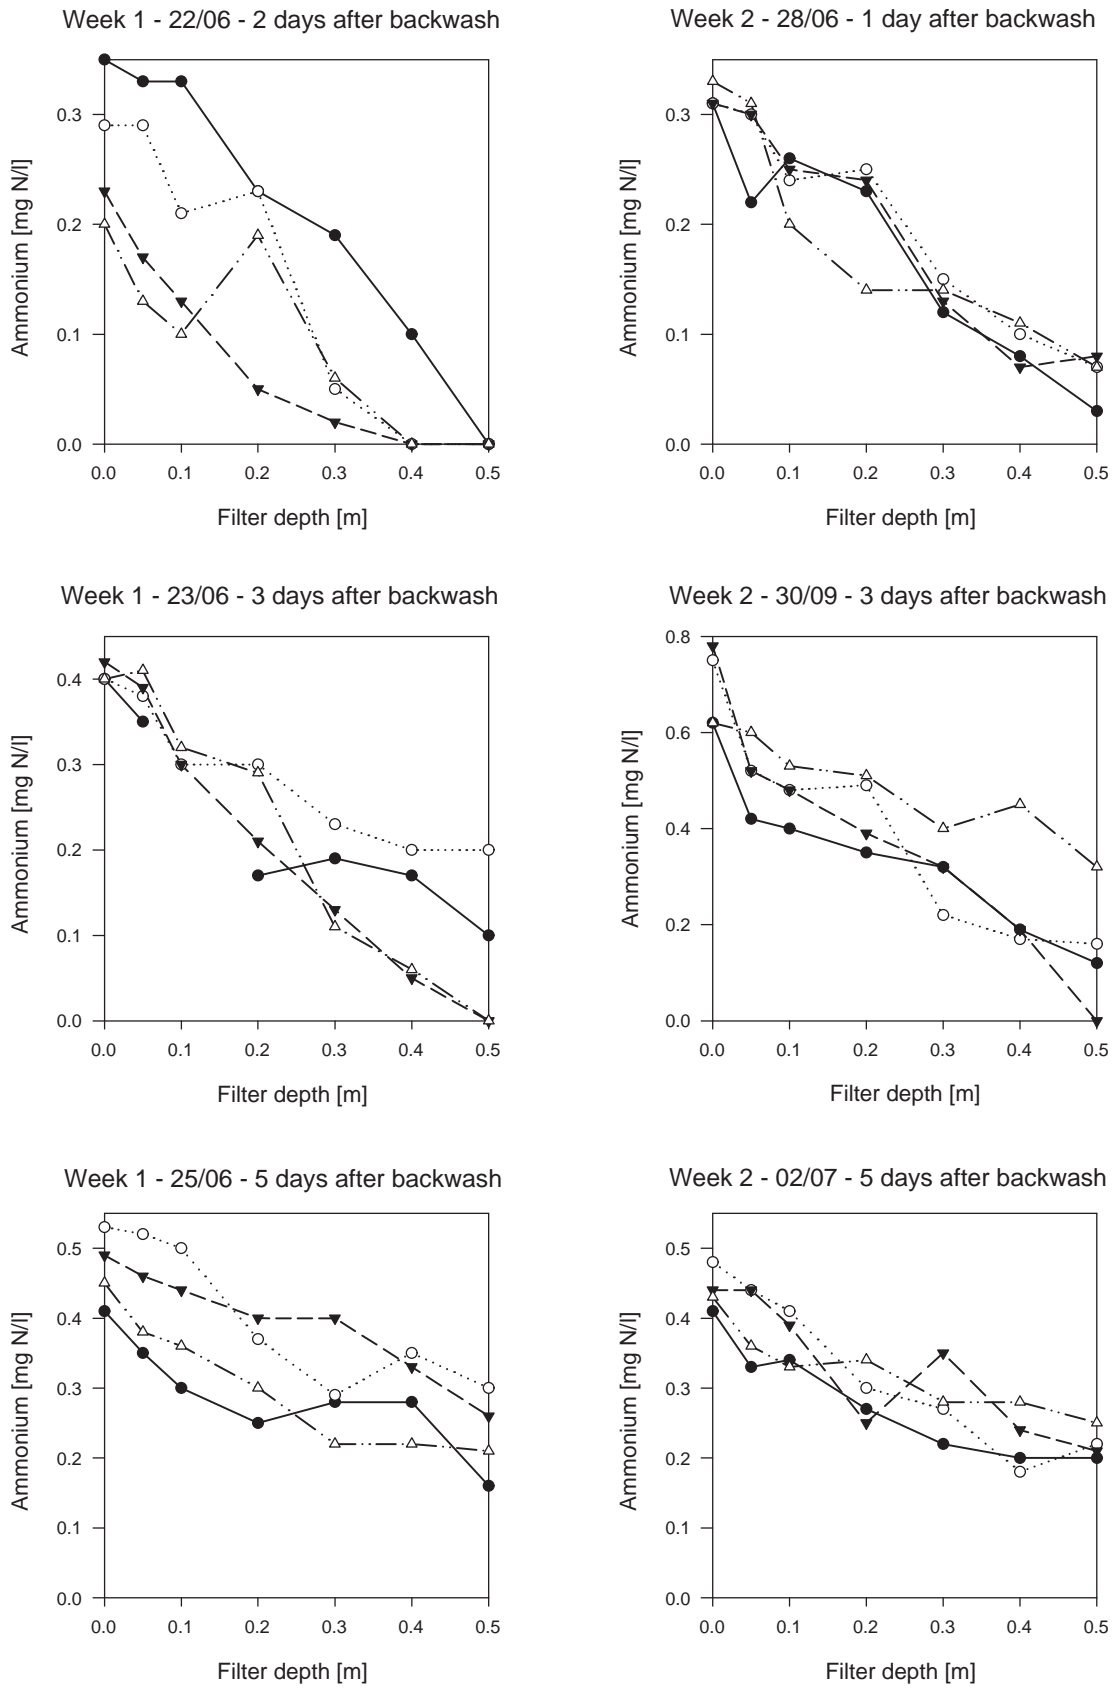 Week 1 - 22/06 - 2 days after backwash
Ammonium [mg N/l]
0.3
0.2
0.1
0.0
0.0 0.1 0.2 0.3 0.4 0.5
Filter depth [m]
Week 2 - 28/06 - 1 day after backwash
Ammonium [mg N/l]
0.3
0.2
0.1
0.0
0.0 0.1 0.2 0.3 0.4 0.5
Filter depth [m]
Week 1 - 23/06 - 3 days after backwash
Ammonium [mg N/l]
0.4
0.3
0.2
0.1
0.0
0.0 0.1 0.2 0.3 0.4 0.5
Filter depth [m]
Week 2 - 30/09 - 3 days after backwash
Ammonium [mg N/l]
0.8
0.6
0.4
0.2
0.0
0.0 0.1 0.2 0.3 0.4 0.5
Filter depth [m]
Week 1 - 25/06 - 5 days after backwash
Ammonium [mg N/l]
0.5
0.4
0.3
0.2
0.1
0.0
0.0 0.1 0.2 0.3 0.4 0.5
Filter depth [m]
Week 2 - 02/07 - 5 days after backwash
Ammonium [mg N/l]
0.5
0.4
0.3
0.2
0.1
0.0
0.0 0.1 0.2 0.3 0.4 0.5
Filter depth [m]